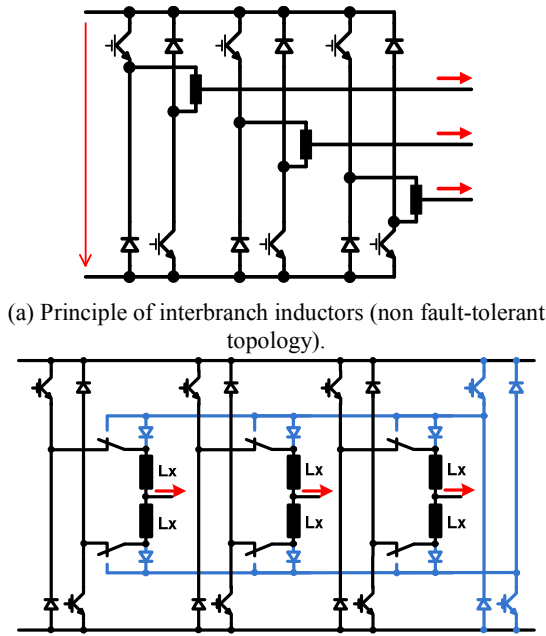 (a) Principle of interbranch inductors (non fault-tolerant
topology).
Lx Lx Lx
Lx Lx Lx